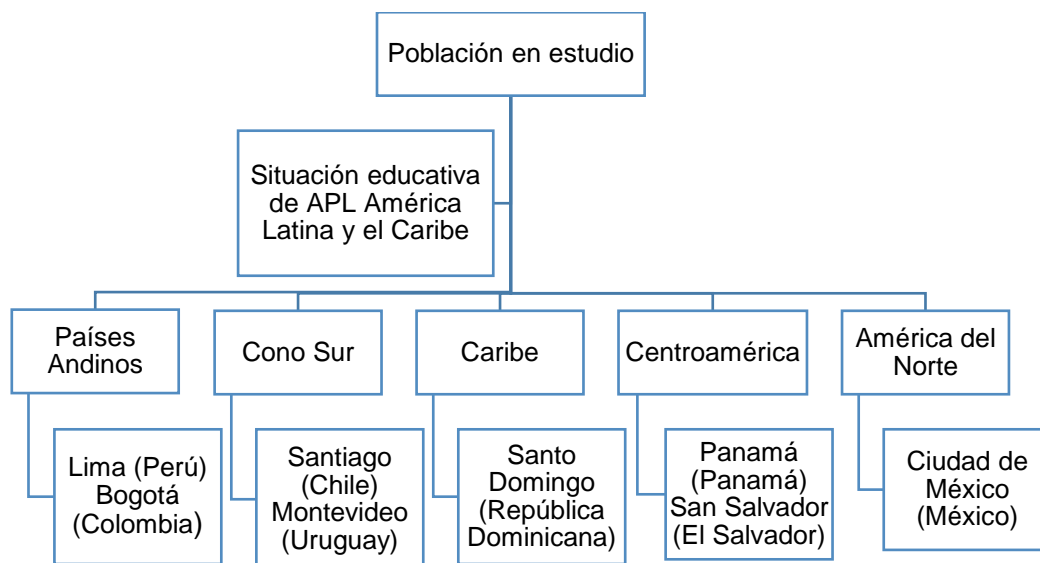 Población en estudio
Situación educativa
de APL América
Latina y el Caribe
Países
Andinos
Cono Sur
Caribe
Centroamérica
América del
Norte
Lima (Perú)
Bogotá
(Colombia)
Santiago
(Chile)
Montevideo
(Uruguay)
Santo
Domingo
(República
Dominicana)
Panamá
(Panamá)
San Salvador
(El Salvador)
Ciudad de
México
(México)